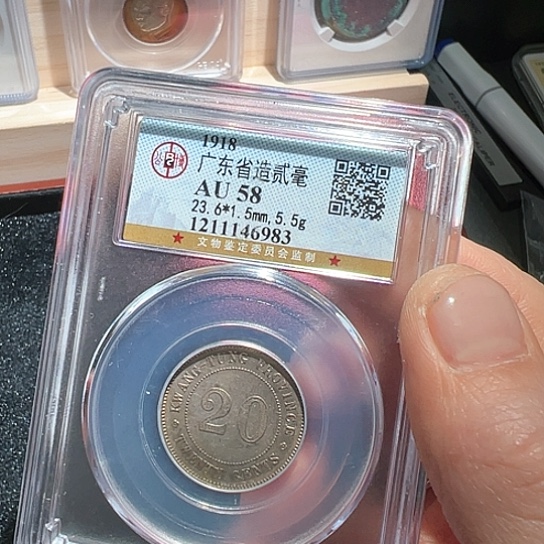 1918
广东省造贰毫
AU 58
23.6*1.5mm,5.5g
1211146983
★ 文物鉴定委员会监制 ★
KWANG-TUNG PROVINCE
20
TWENTY CENTS